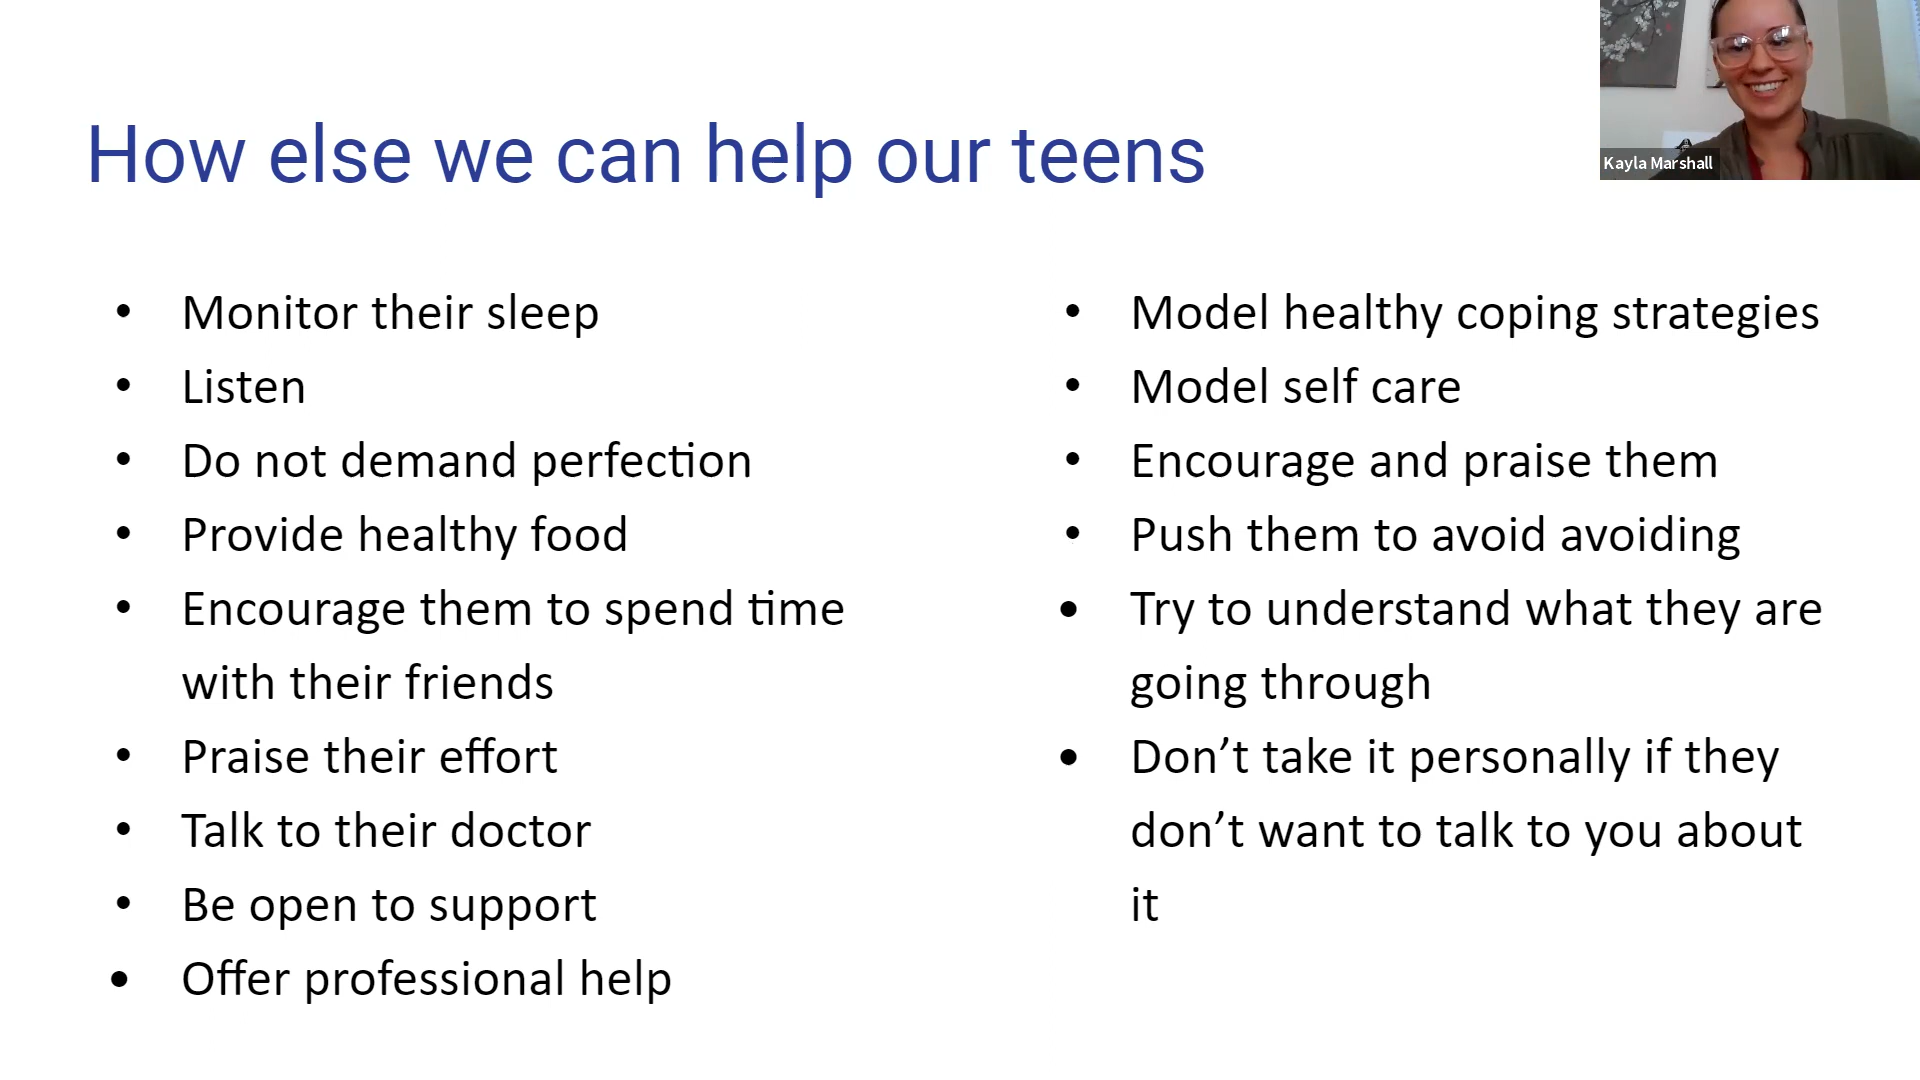 How else we can help our teens
Kayla Marshall
• Monitor their sleep
• Listen
• Do not demand perfection
• Provide healthy food
• Encourage them to spend time
with their friends
• Praise their effort
• Talk to their doctor
• Be open to support
• Offer professional help
• Model healthy coping strategies
• Model self care
• Encourage and praise them
• Push them to avoid avoiding
• Try to understand what they are
going through
• Don’t take it personally if they
don’t want to talk to you about
it